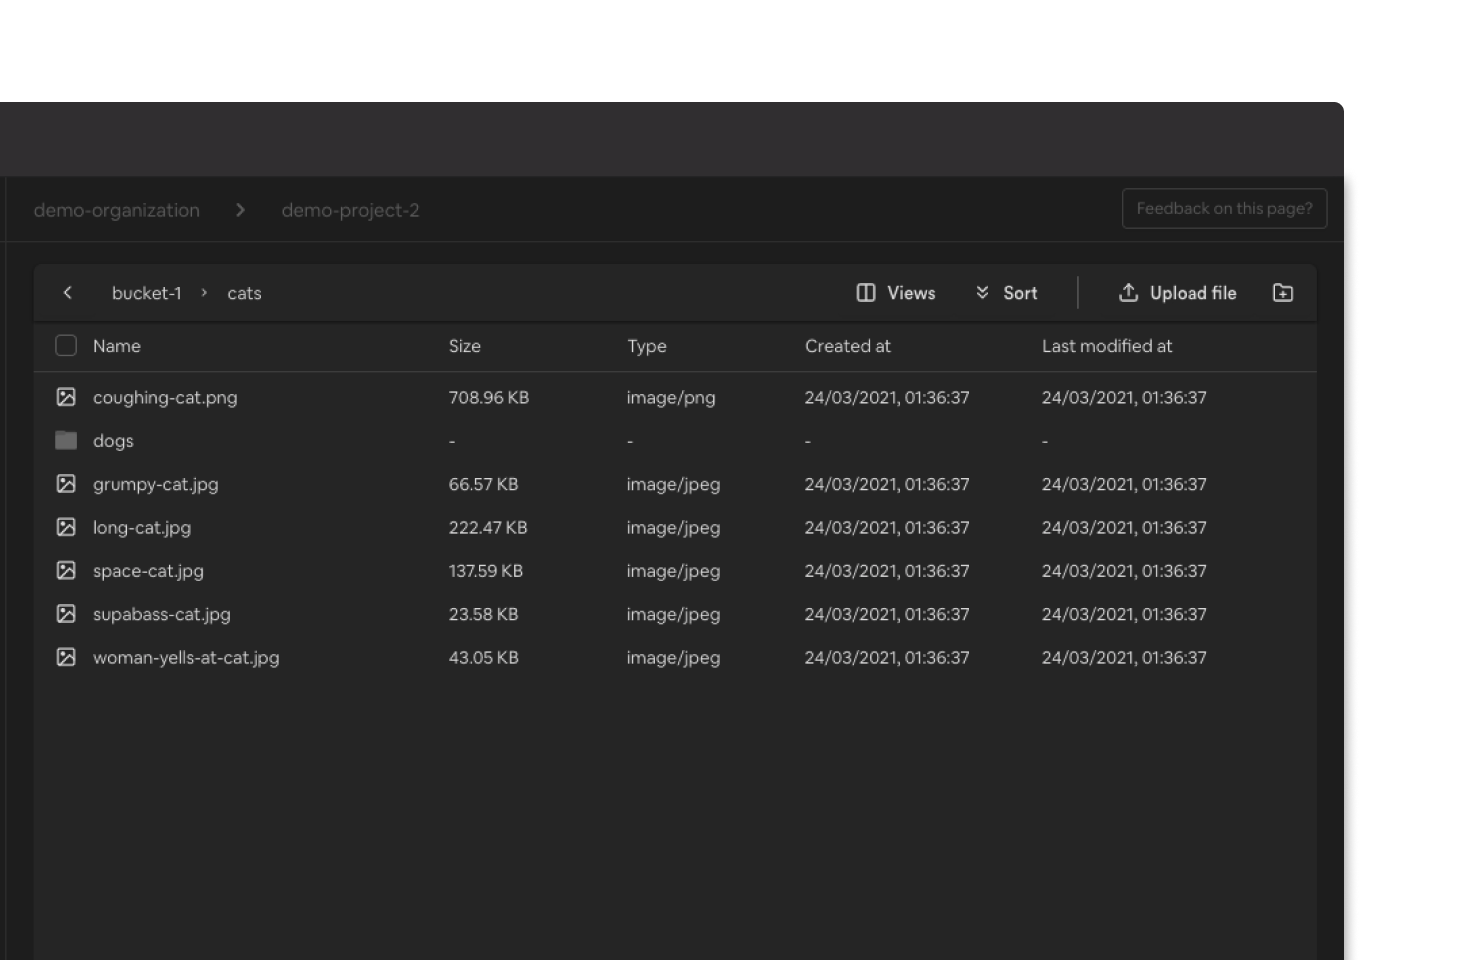 demo-organization > demo-project-2 Feedback on this page?
bucket-1 > cats Views Sort Upload file
Name Size Type Created at Last modified at
coughing-cat.png 708.96 KB image/png 24/03/2021, 01:36:37 24/03/2021, 01:36:37
dogs - - - -
grumpy-cat.jpg 66.57 KB image/jpeg 24/03/2021, 01:36:37 24/03/2021, 01:36:37
long-cat.jpg 222.47 KB image/jpeg 24/03/2021, 01:36:37 24/03/2021, 01:36:37
space-cat.jpg 137.59 KB image/jpeg 24/03/2021, 01:36:37 24/03/2021, 01:36:37
supabass-cat.jpg 23.58 KB image/jpeg 24/03/2021, 01:36:37 24/03/2021, 01:36:37
woman-yells-at-cat.jpg 43.05 KB image/jpeg 24/03/2021, 01:36:37 24/03/2021, 01:36:37